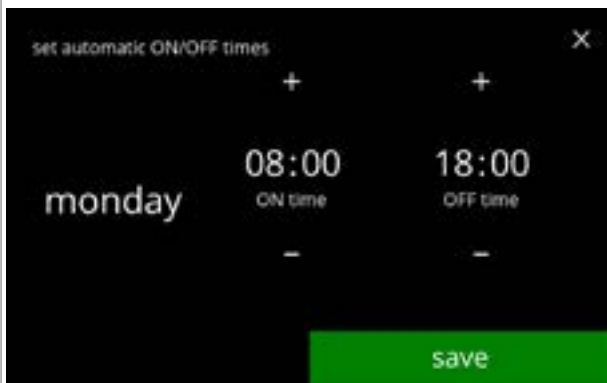 set automatic ON/OFF times
×
+ +
08:00 18:00
monday
ON time OFF time
− −
save